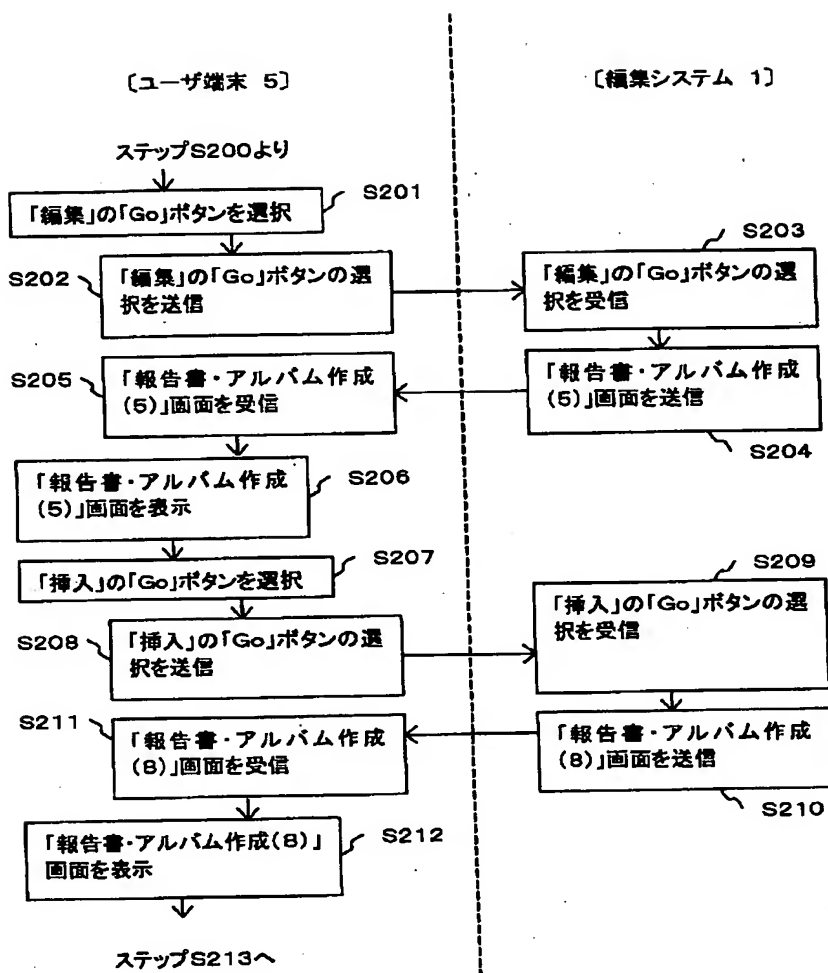 〔ユーザ端末 5〕
〔編集システム 1〕
ステップS200より
S201
「編集」の「Go」ボタンを選択
S202
「編集」の「Go」ボタンの選
択を送信
S203
「編集」の「Go」ボタンの選
択を受信
S205
「報告書・アルバム作成
(5)」画面を受信
「報告書・アルバム作成
(5)」画面を送信
S204
「報告書・アルバム作成
(5)」画面を表示
S206
S207
「挿入」の「Go」ボタンを選択
S208
「挿入」の「Go」ボタンの選
択を送信
S209
「挿入」の「Go」ボタンの選
択を受信
S211
「報告書・アルバム作成
(8)」画面を受信
「報告書・アルバム作成
(8)」画面を送信
S210
「報告書・アルバム作成(8)」
画面を表示
S212
ステップS213へ